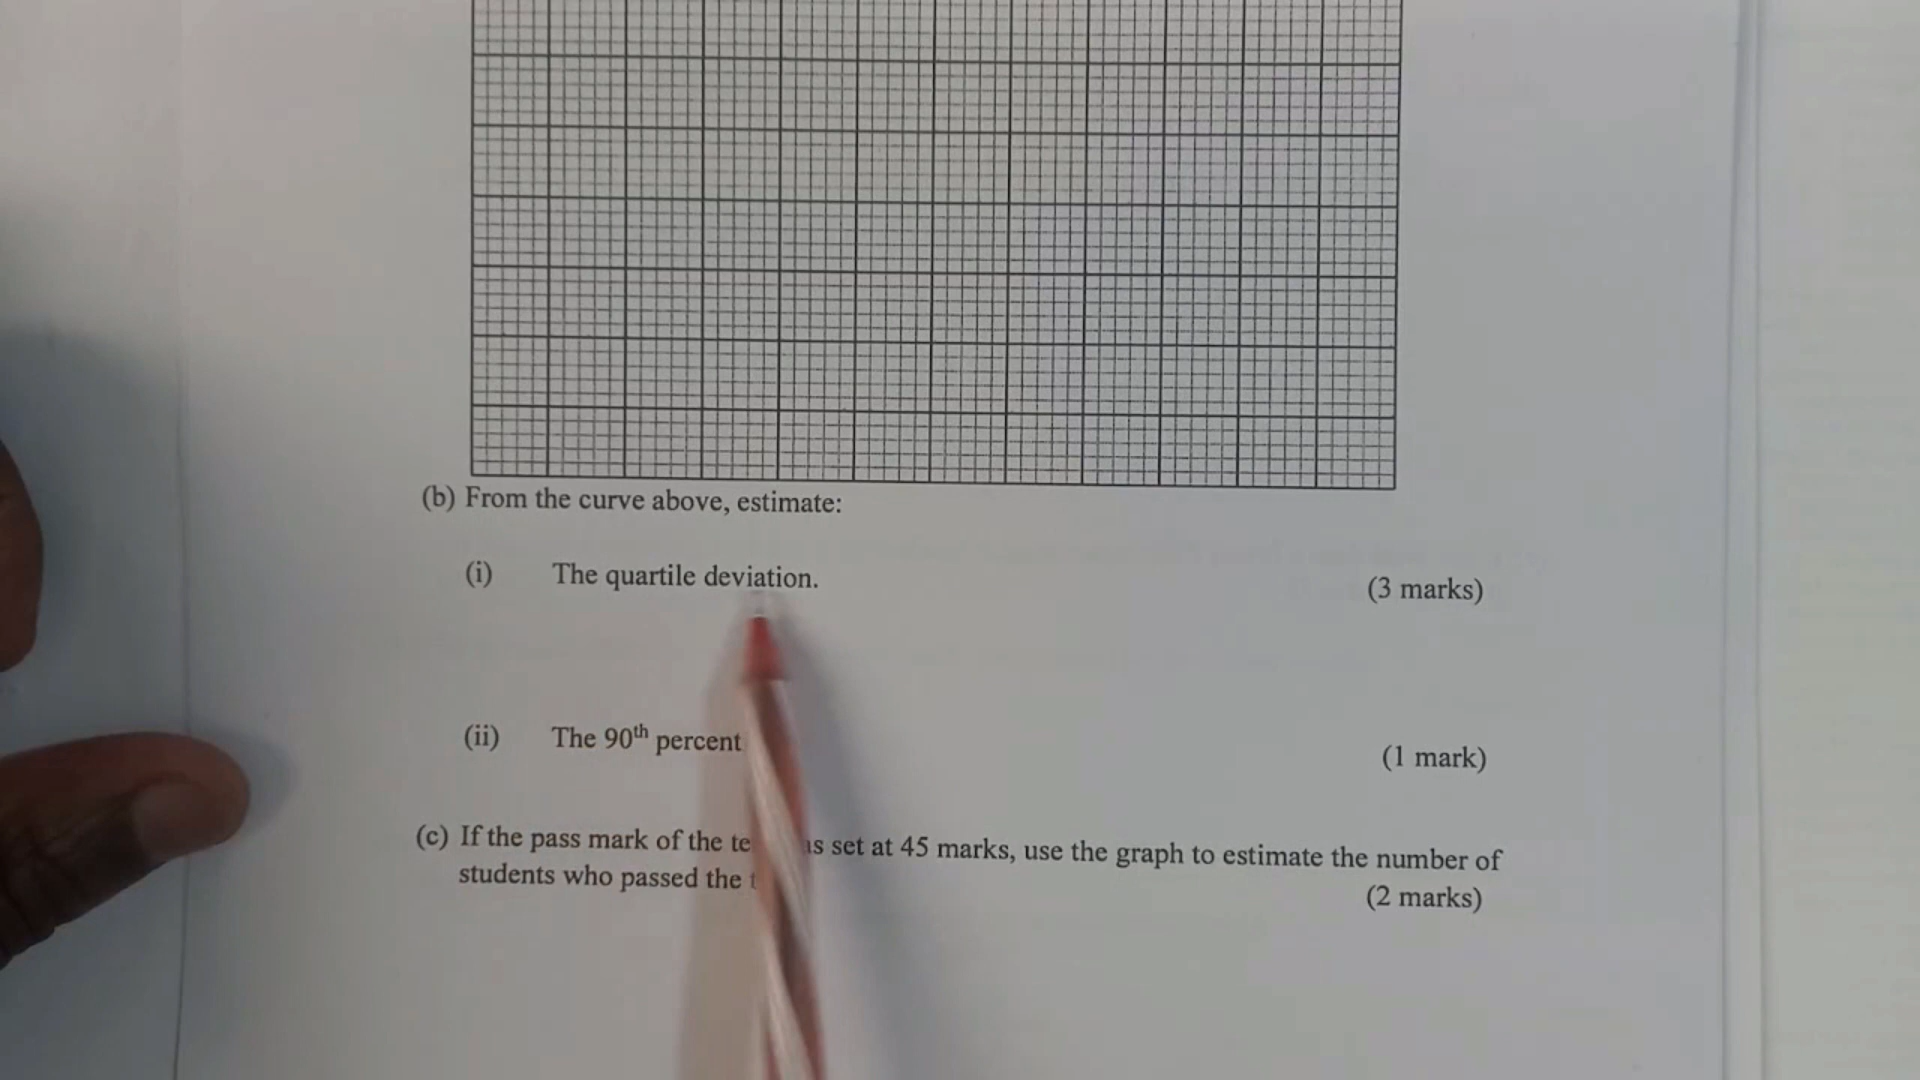 (b) From the curve above, estimate:
(i) The quartile deviation. (3 marks)
(ii) The 90th percent (1 mark)
(c) If the pass mark of the as set at 45 marks, use the graph to estimate the number of
students who passed the
(2 marks)